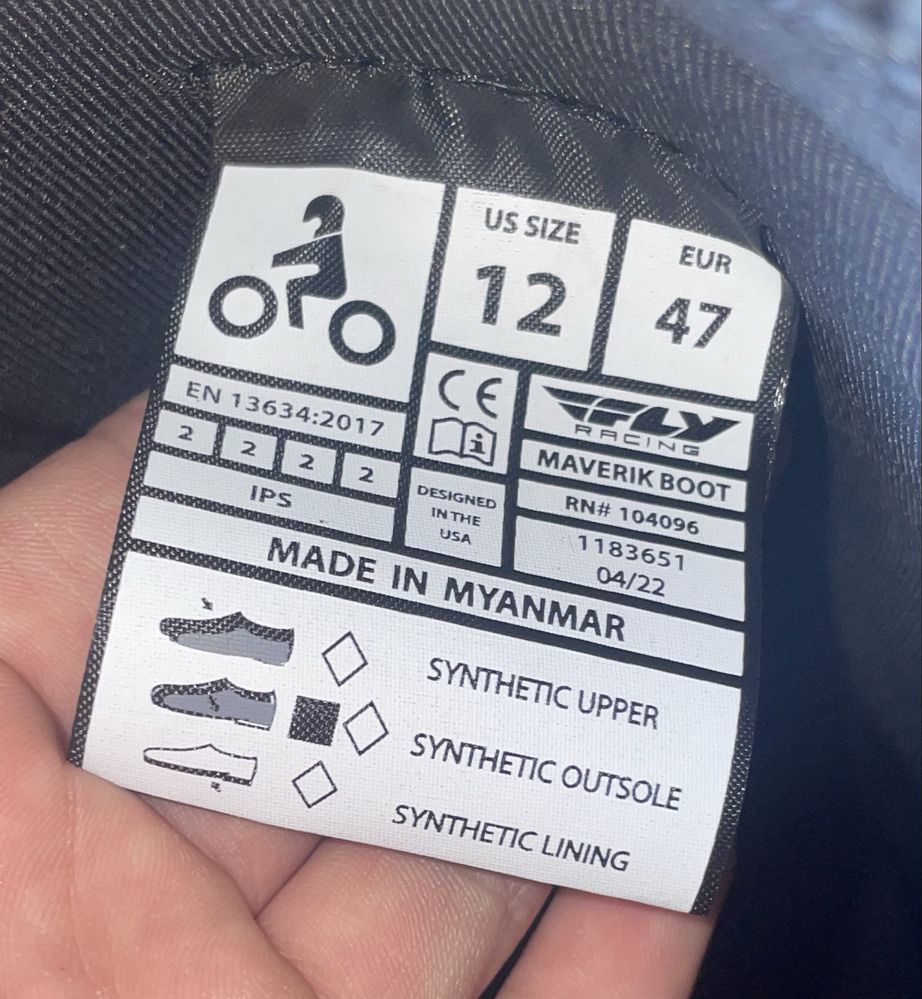 US SIZE
12
EUR
47
EN 13634:2017
2 2 2 2
IPS
CE
i
DESIGNED
IN THE
USA
FLY
RACING
MAVERIK BOOT
RN# 104096
1183651
04/22
MADE IN MYANMAR
SYNTHETIC UPPER
SYNTHETIC OUTSOLE
SYNTHETIC LINING